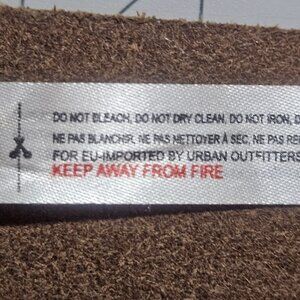 DO NOT BLEACH, DO NOT DRY CLEAN, DO NOT IRON, D
NE PAS BLANCHIR, NE PAS NETTOYER À SEC, NE PAS RE
FOR EU-IMPORTED BY URBAN OUTFITTERS
KEEP AWAY FROM FIRE